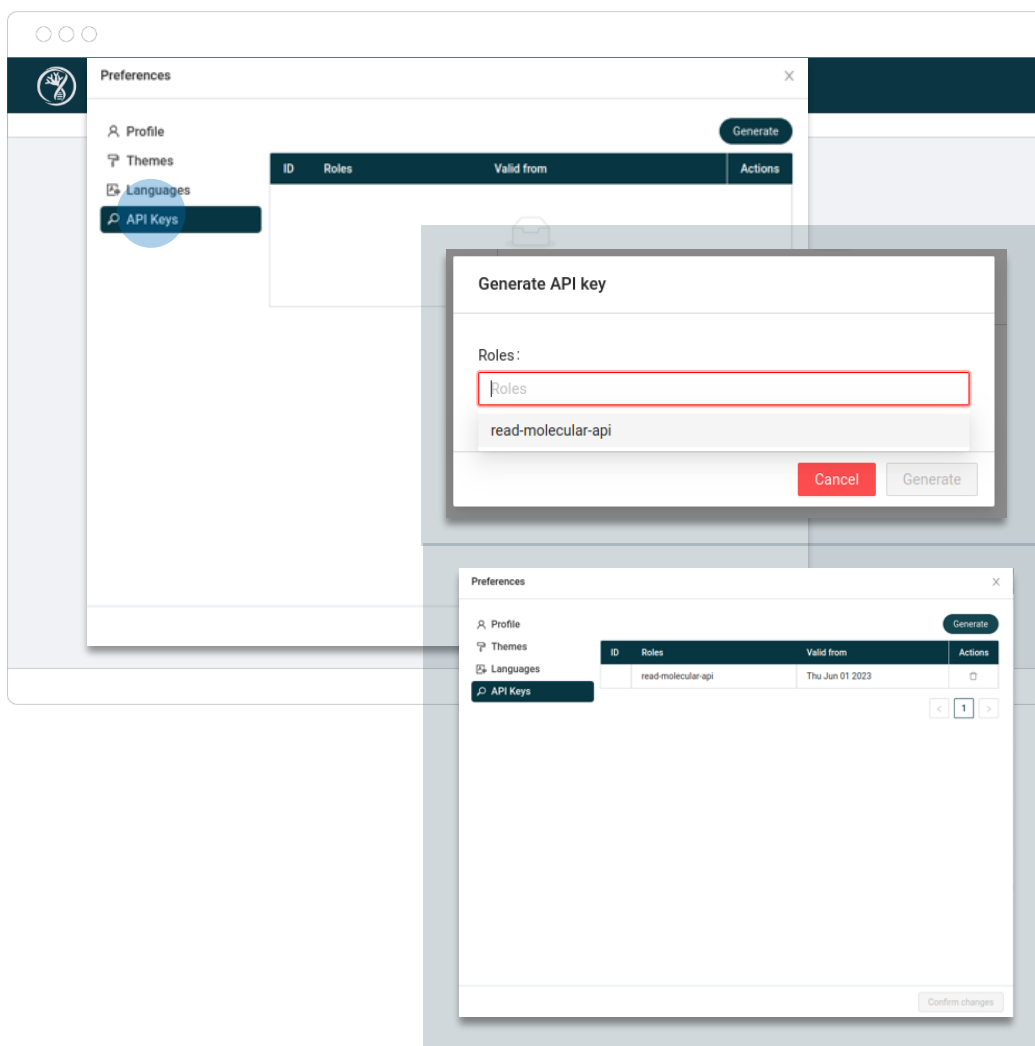 Preferences
Profile
Generate
Themes
ID Roles Valid from Actions
Languages
API Keys
Generate API key
Roles:
Roles
read-molecular-api
Cancel Generate
Preferences
Profile
Generate
Themes
ID Roles Valid from Actions
Languages
read-molecular-api Thu Jun 01 2023
API Keys
< 1 >
Confirm changes